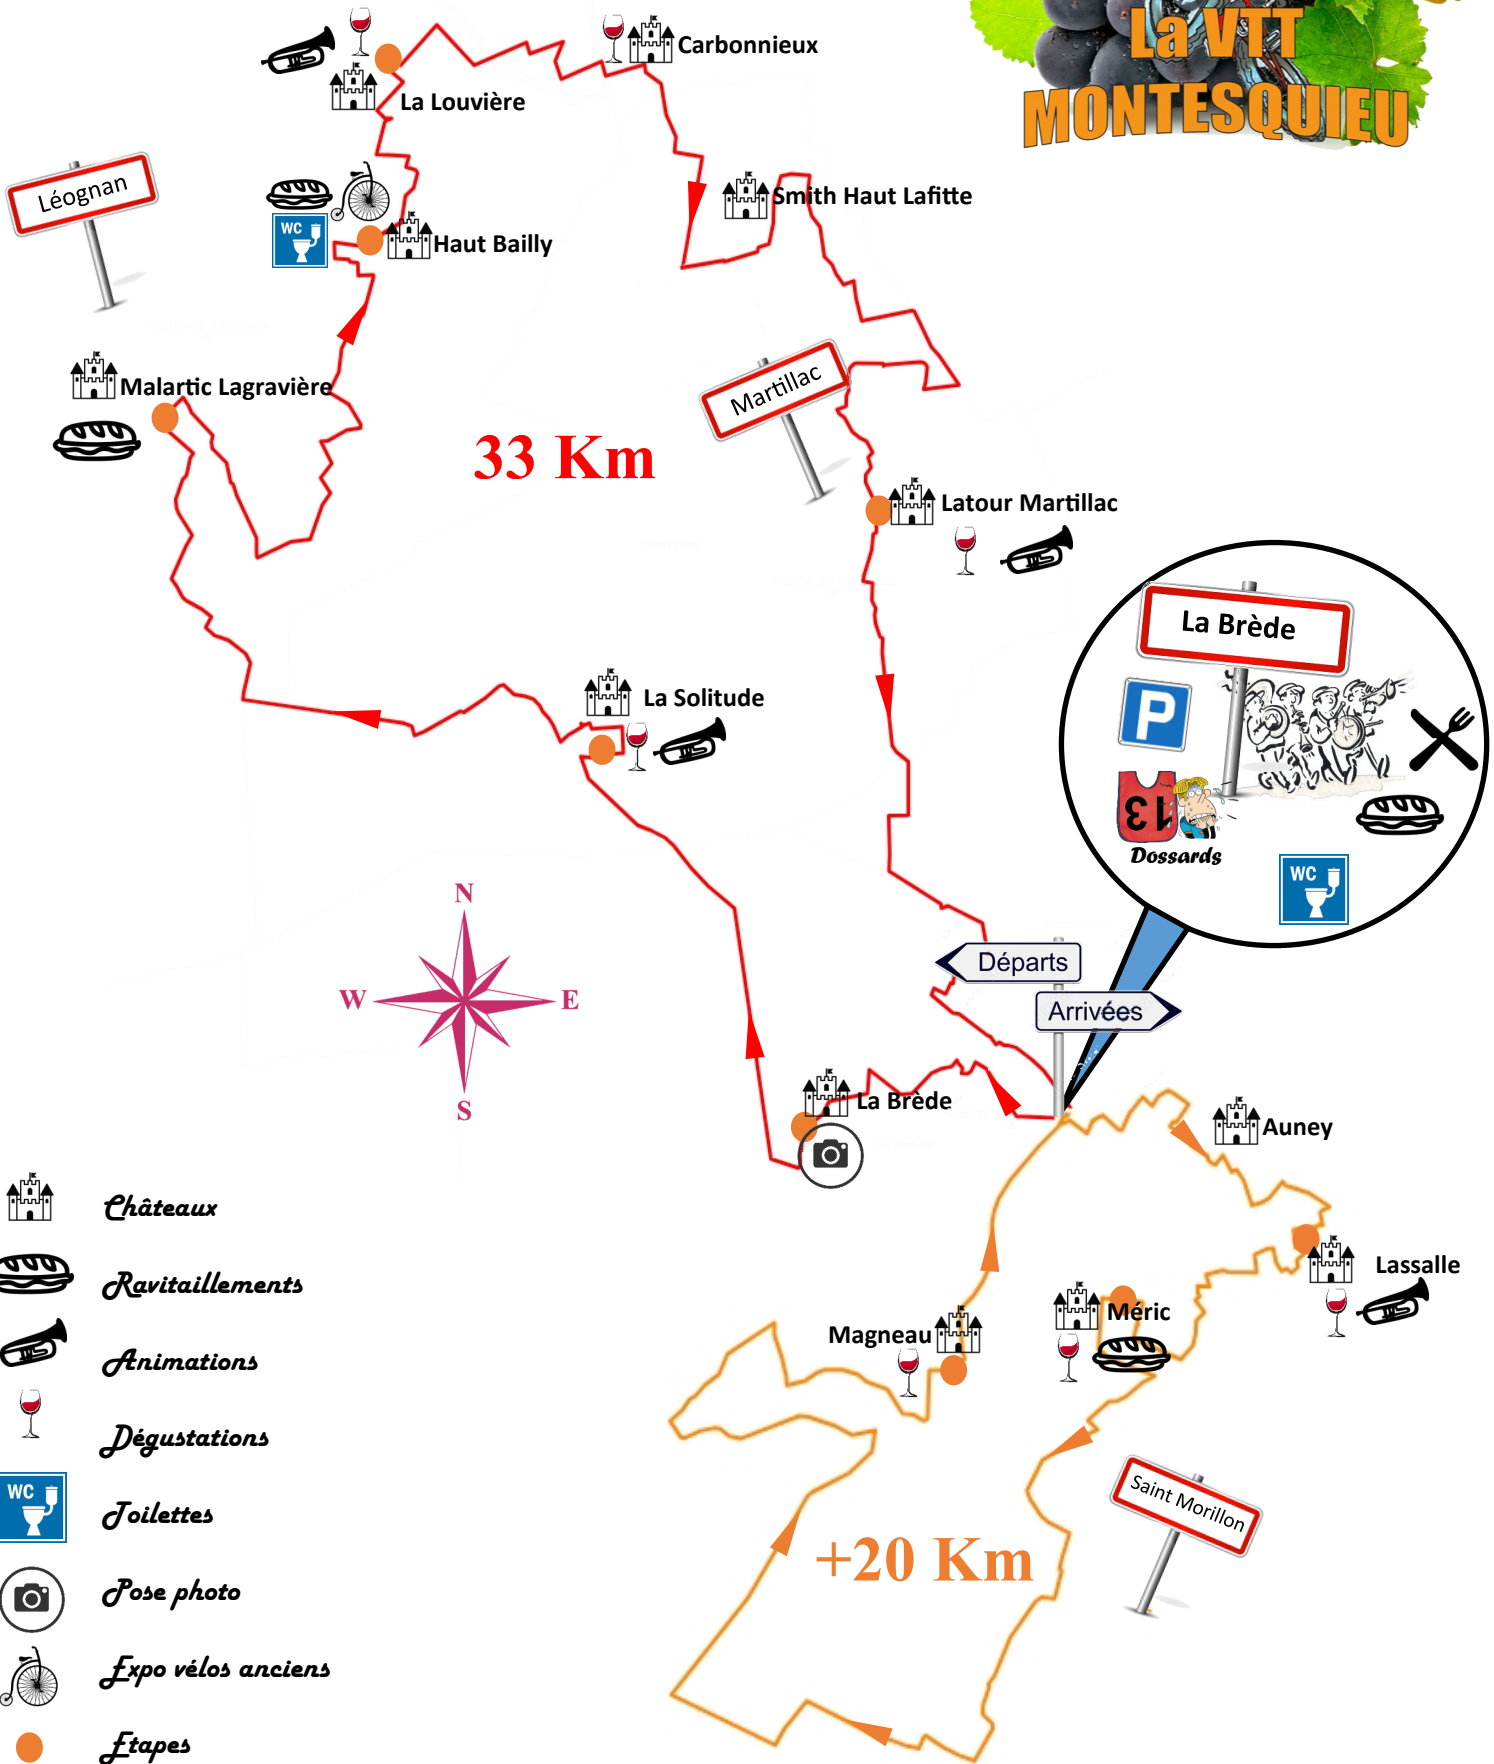 La VTT
MONTESQUIEU
Carbonnieux
La Louvière
Léognan
Smith Haut Lafitte
WC
Haut Bailly
Malartic Lagravière
Martillac
33 Km
Latour Martillac
La Brède
P
La Solitude
13
Dossards
WC
N
W
E
S
Départs
Arrivées
La Brède
Auney
Châteaux
Lassalle
Ravitaillements
Méric
Magneau
Animations
Dégustations
WC
Toilettes
Saint Morillon
+20 Km
Pose photo
Expo vélos anciens
Etapes